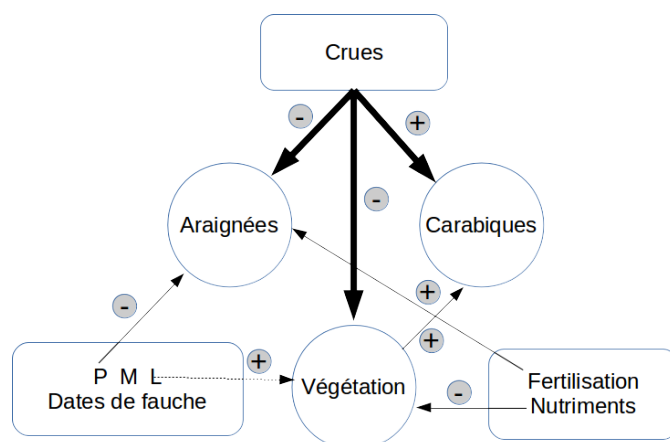 Crues
-
+
Araignées
-
Carabiques
-
+
+
P M L
Dates de fauche
+
Végétation
-
Fertilisation
Nutriments